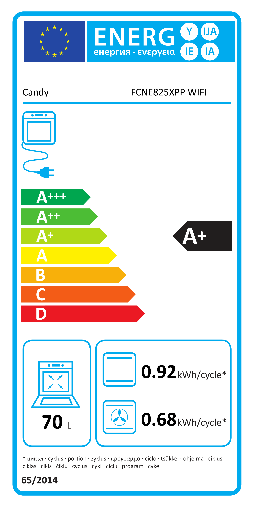 ENERG Y IJA
енергия · ενεργεια IE IA
Candy FCNE825XPP WIFI
A+++
A++
A+
A
B
C
D
A+
0.92 kWh/cycle*
70 L
0.68 kWh/cycle*
65/2014